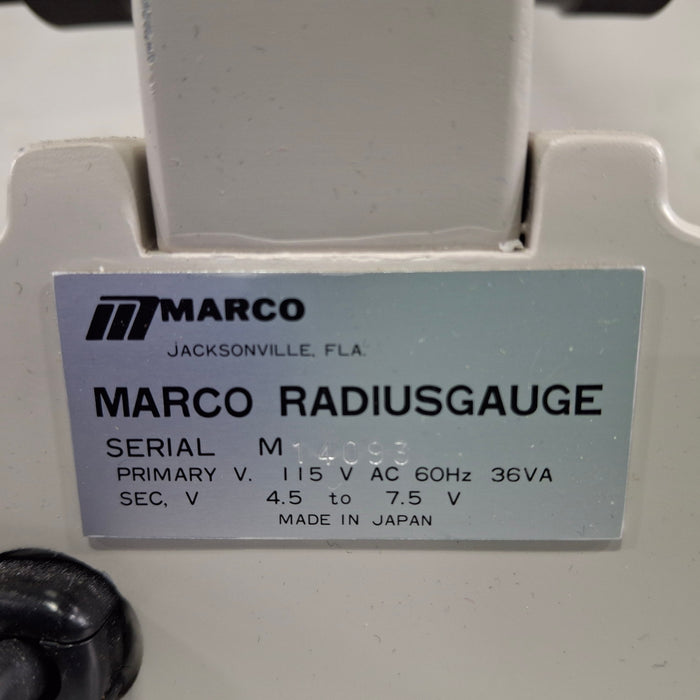 MARCO
JACKSONVILLE, FLA.
MARCO RADIUSGAUGE
SERIAL M14093
PRIMARY V. 115 V AC 60Hz 36VA
SEC, V 4.5 to 7.5 V
MADE IN JAPAN